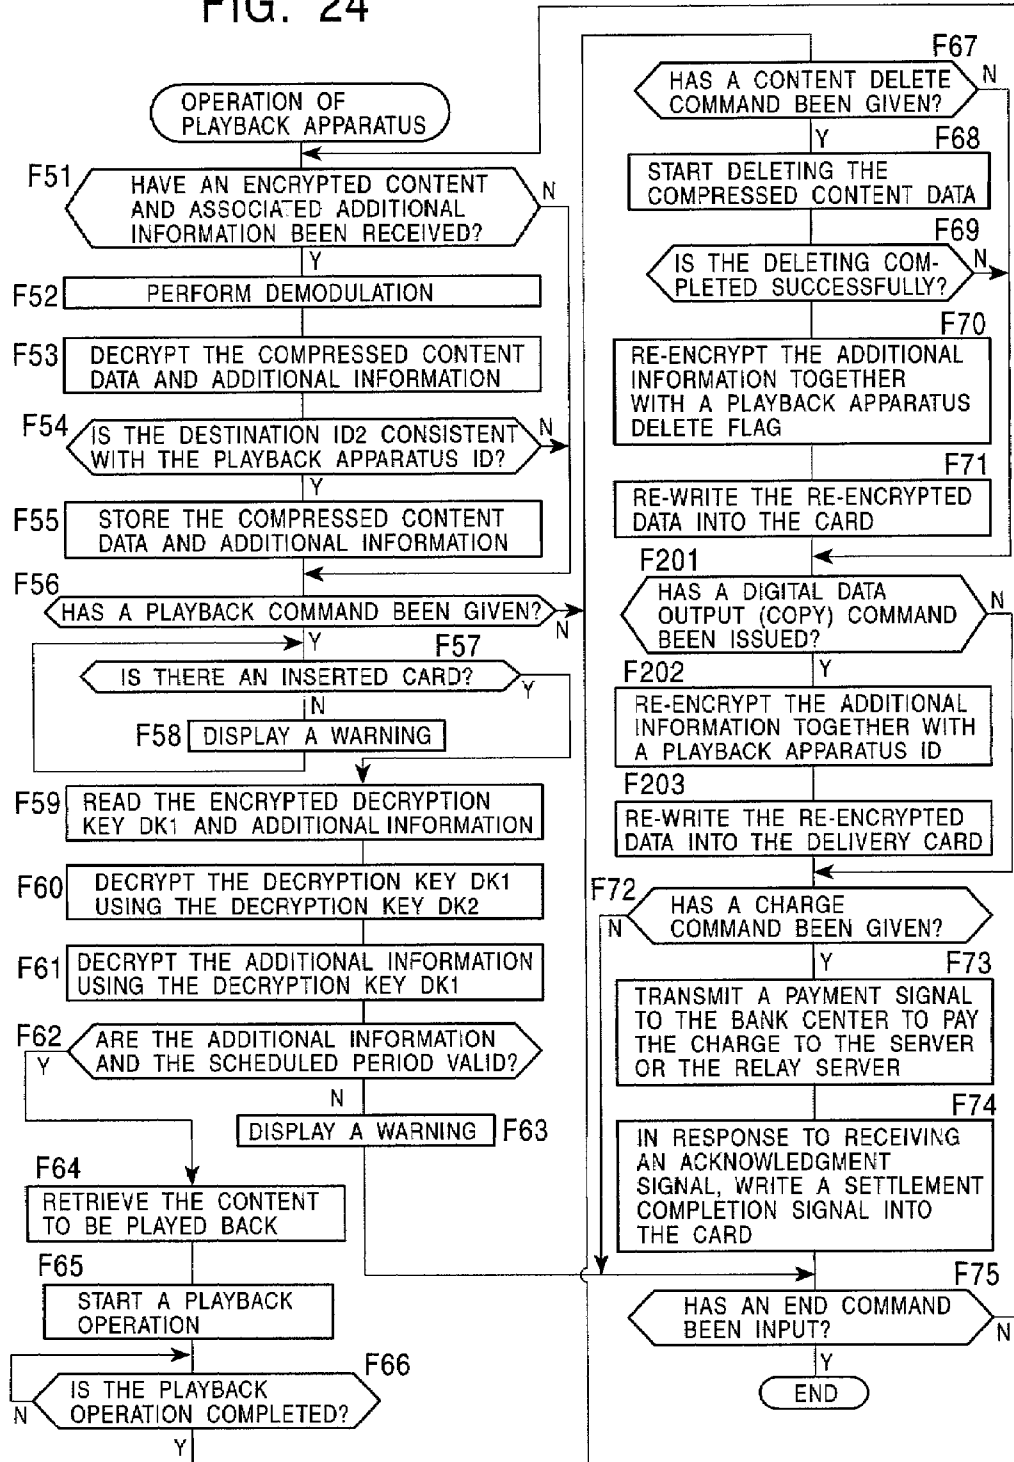 FIG. 24
OPERATION OF
PLAYBACK APPARATUS
F51
HAVE AN ENCRYPTED CONTENT
AND ASSOCIATED ADDITIONAL
INFORMATION BEEN RECEIVED?
N
Y
F52
PERFORM DEMODULATION
F53
DECRYPT THE COMPRESSED CONTENT
DATA AND ADDITIONAL INFORMATION
F54
IS THE DESTINATION ID2 CONSISTENT
WITH THE PLAYBACK APPARATUS ID?
N
Y
F55
STORE THE COMPRESSED CONTENT
DATA AND ADDITIONAL INFORMATION
F56
HAS A PLAYBACK COMMAND BEEN GIVEN?
N
Y
F57
IS THERE AN INSERTED CARD?
Y
N
F58
DISPLAY A WARNING
F59
READ THE ENCRYPTED DECRYPTION
KEY DK1 AND ADDITIONAL INFORMATION
F60
DECRYPT THE DECRYPTION KEY DK1
USING THE DECRYPTION KEY DK2
F61
DECRYPT THE ADDITIONAL INFORMATION
USING THE DECRYPTION KEY DK1
F62
ARE THE ADDITIONAL INFORMATION
AND THE SCHEDULED PERIOD VALID?
Y
N
DISPLAY A WARNING
F63
F64
RETRIEVE THE CONTENT
TO BE PLAYED BACK
F65
START A PLAYBACK
OPERATION
F66
IS THE PLAYBACK
OPERATION COMPLETED?
N
Y
F67
HAS A CONTENT DELETE
COMMAND BEEN GIVEN?
N
Y
F68
START DELETING THE
COMPRESSED CONTENT DATA
F69
IS THE DELETING COM-
PLETED SUCCESSFULLY?
N
F70
RE-ENCRYPT THE ADDITIONAL
INFORMATION TOGETHER
WITH A PLAYBACK APPARATUS
DELETE FLAG
F71
RE-WRITE THE RE-ENCRYPTED
DATA INTO THE CARD
F201
HAS A DIGITAL DATA
OUTPUT (COPY) COMMAND
BEEN ISSUED?
N
Y
F202
RE-ENCRYPT THE ADDITIONAL
INFORMATION TOGETHER WITH
A PLAYBACK APPARATUS ID
F203
RE-WRITE THE RE-ENCRYPTED
DATA INTO THE DELIVERY CARD
F72
HAS A CHARGE
COMMAND BEEN GIVEN?
N
Y
F73
TRANSMIT A PAYMENT SIGNAL
TO THE BANK CENTER TO PAY
THE CHARGE TO THE SERVER
OR THE RELAY SERVER
F74
IN RESPONSE TO RECEIVING
AN ACKNOWLEDGMENT
SIGNAL, WRITE A SETTLEMENT
COMPLETION SIGNAL INTO
THE CARD
F75
HAS AN END COMMAND
BEEN INPUT?
N
Y
END